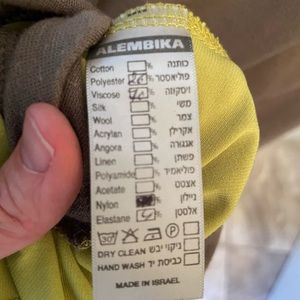 ALEMBIKA
Cotton % כותנה
Polyester % פוליאסטר
Viscose % ויסקוזה
Silk % משי
Wool % צמר
Acrylan % אקרילן
Angora % אנגורה
Linen % פשתן
Polyamide % פוליאמיד
Acetate % אצטט
Nylon % ניילון
Elastane % אלסטן
30° P
DRY CLEAN ניקוי יבש
HAND WASH כביסת יד
MADE IN ISRAEL